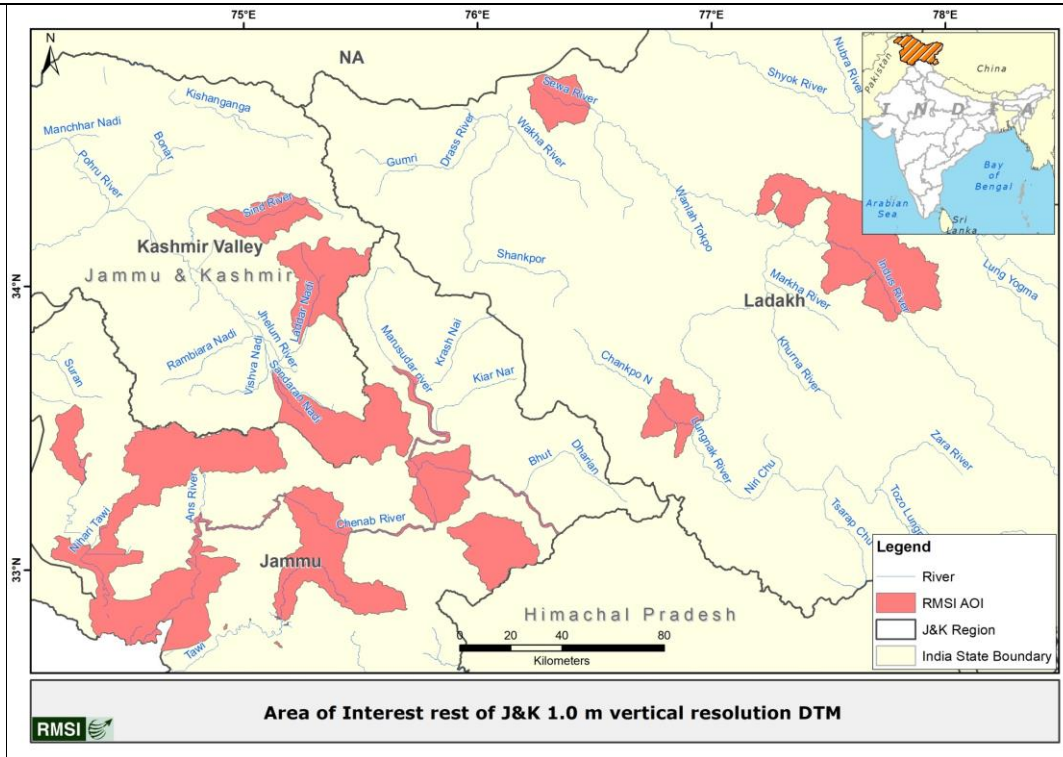 75°E 76°E 77°E 78°E
N
NA
Kishanganga
Manchhar Nadi
Bonar
Pohru River
Gumri
Drass River
Sewa River
Wakha River
Shyok River
Nubra River
Wanlah Tokpo
Sind River
Kashmir Valley
Jammu & Kashmir
34°N
Laddar Nadi
Shankpor
Markha River
Ladakh
Indus River
Lung Yogma
Jhelum River
Rambiara Nadi
Vishva Nadi
Sandaran Nadi
Marusudar river
Krash Nai
Kiar Nar
Khurna River
Chankpo N
Suran
Lungnak River
Zara River
Niri Chu
Bhut
Dharian
Ans River
Chenab River
Tsarap Chu
Tozo Lungp
Nihari Tawi
33°N
Jammu
Himachal Pradesh
Tawi
0 20 40 80
Kilometers
Pakistan
China
INDIA
Bay
of
Bengal
Arabian
Sea
Sri
Lanka
Legend
River
RMSI AOI
J&K Region
India State Boundary
Area of Interest rest of J&K 1.0 m vertical resolution DTM
RMSI